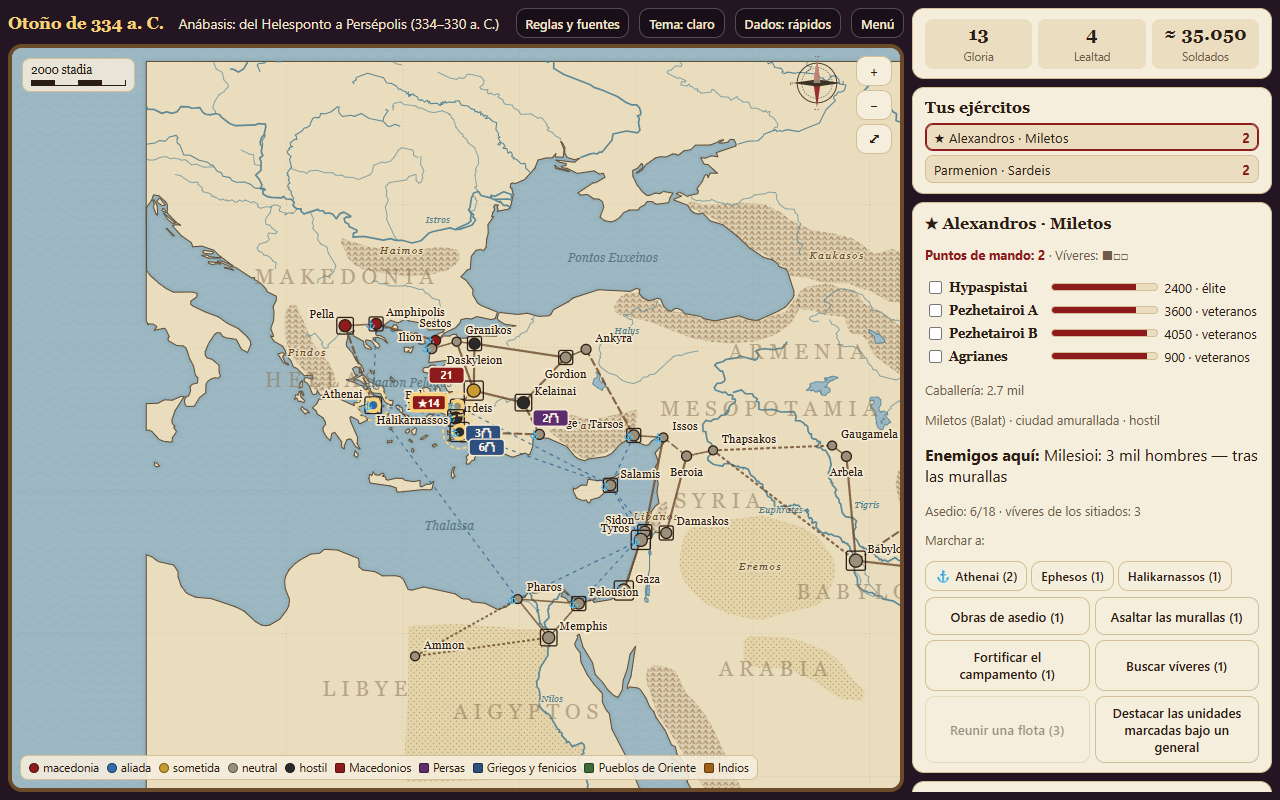 Otoño de 334 a. C.
Anábasis: del Helesponto a Persépolis (334–330 a. C.)
Reglas y fuentes
Tema: claro
Dados: rápidos
Menú
2000 stadia
+
−
Istros
Haimos
MAKEDONIA
Pontos Euxeinos
Kaukasos
Pella
Amphipolis
Sestos
Ilion
Granikos
Halys
Ankyra
Pindos
Daskyleion
Gordion
ARMENIA
21
Athenai
★14
rdeis
Kelainai
MESOPOTAMIA
Halikarnassos
3
2
Tarsos
Issos
Thapsakos
Gaugamela
6
Beroia
Arbela
Salamis
SYRIA
Thalassa
Sidon
Libanos
Damaskos
Euphrates
Tigris
Tyros
Babylo
Eremos
Pharos
Gaza
Pelousion
BABYLO
Memphis
Ammon
ARABIA
LIBYE
Nilos
AIGYPTOS
macedonia
aliada
sometida
neutral
hostil
Macedonios
Persas
Griegos y fenicios
Pueblos de Oriente
Indios
13
Gloria
4
Lealtad
≈ 35.050
Soldados
Tus ejércitos
★ Alexandros · Miletos 2
Parmenion · Sardeis 2
★ Alexandros · Miletos
Puntos de mando: 2 · Víveres: ■□□
Hypaspistai 2400 · élite
Pezhetairoi A 3600 · veteranos
Pezhetairoi B 4050 · veteranos
Agrianes 900 · veteranos
Caballería: 2.7 mil
Miletos (Balat) · ciudad amurallada · hostil
Enemigos aquí: Milesioi: 3 mil hombres — tras
las murallas
Asedio: 6/18 · víveres de los sitiados: 3
Marchar a:
⚓ Athenai (2)
Ephesos (1)
Halikarnassos (1)
Obras de asedio (1)
Asaltar las murallas (1)
Fortificar el
campamento (1)
Buscar víveres (1)
Reunir una flota (3)
Destacar las unidades
marcadas bajo un
general